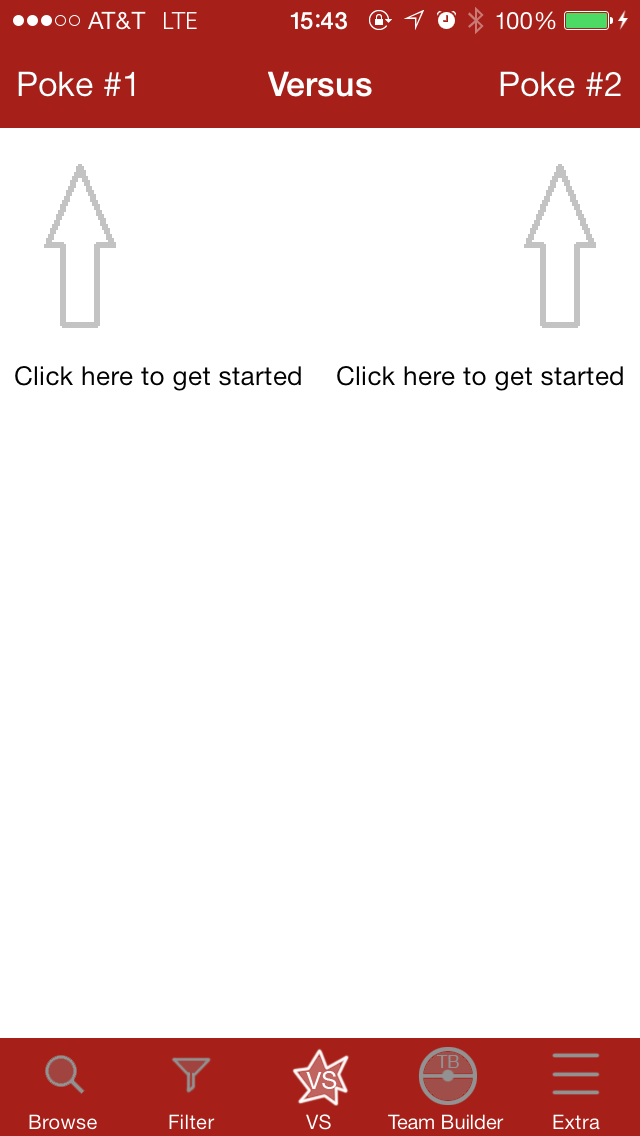 AT&T LTE 15:43 100%
Poke #1 Versus Poke #2
Click here to get started Click here to get started
VS TB
Browse Filter VS Team Builder Extra